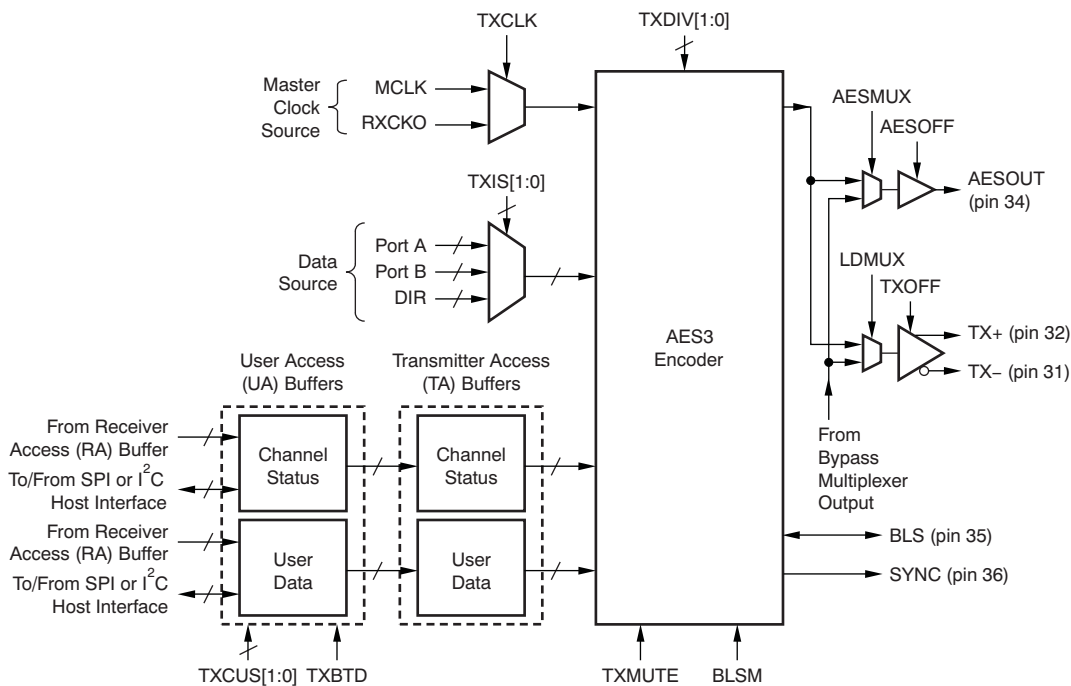 TXCLK
TXDIV[1:0]
Master
Clock
Source
MCLK
RXCKO
AESMUX
AESOFF
AESOUT
(pin 34)
TXIS[1:0]
Data
Source
Port A
Port B
DIR
AES3
Encoder
LDMUX
TXOFF
TX+ (pin 32)
TX− (pin 31)
From
Bypass
Multiplexer
Output
User Access
(UA) Buffers
Transmitter Access
(TA) Buffers
From Receiver
Access (RA) Buffer
To/From SPI or I²C
Host Interface
Channel
Status
Channel
Status
From Receiver
Access (RA) Buffer
To/From SPI or I²C
Host Interface
User
Data
User
Data
BLS (pin 35)
SYNC (pin 36)
TXCUS[1:0]
TXBTD
TXMUTE
BLSM